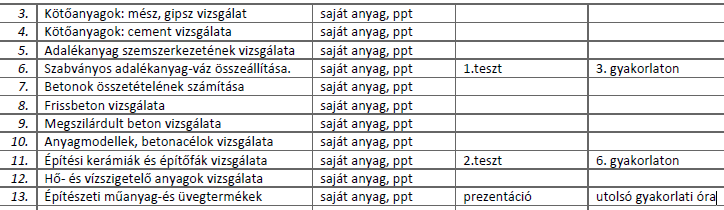 3. Kötőanyagok: mész, gipsz vizsgálat saját anyag, ppt
4. Kötőanyagok: cement vizsgálata saját anyag, ppt
5. Adalékanyag szemszerkezetének vizsgálata saját anyag, ppt
6. Szabványos adalékanyag-váz összeállítása. saját anyag, ppt 1.teszt 3. gyakorlaton
7. Betonok összetételének számítása saját anyag, ppt
8. Frissbeton vizsgálata saját anyag, ppt
9. Megszilárdult beton vizsgálata saját anyag, ppt
10. Anyagmodellek, betonacélok vizsgálata saját anyag, ppt
11. Építési kerámiák és építőfák vizsgálata saját anyag, ppt 2.teszt 6. gyakorlaton
12. Hő- és vízszigetelő anyagok vizsgálata saját anyag, ppt
13. Építészeti műanyag-és üvegtermékek saját anyag, ppt prezentáció utolsó gyakorlati óra